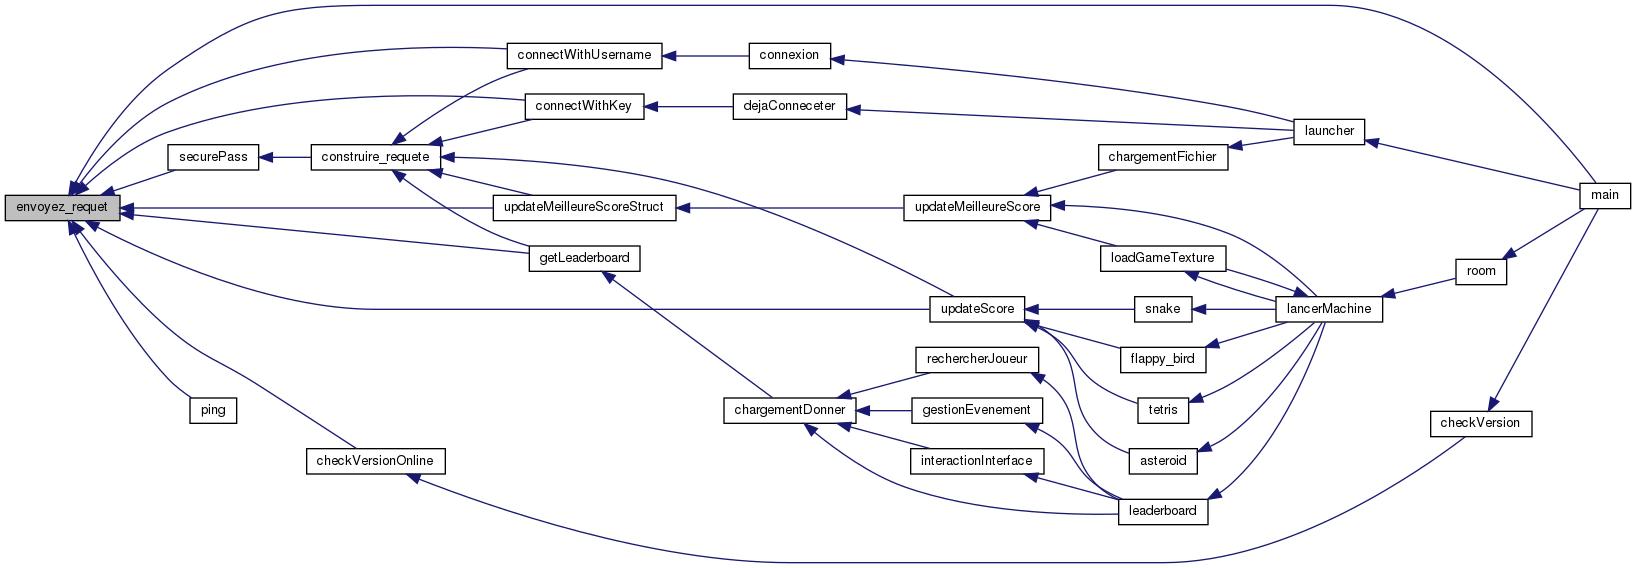 connectWithUsername
connexion
connectWithKey
dejaConneceter
launcher
securePass
construire_requete
chargementFichier
envoyez_requet
updateMeilleureScoreStruct
updateMeilleureScore
main
getLeaderboard
loadGameTexture
room
updateScore
snake
lancerMachine
rechercherJoueur
flappy_bird
ping
chargementDonner
gestionEvenement
tetris
checkVersion
checkVersionOnline
interactionInterface
asteroid
leaderboard